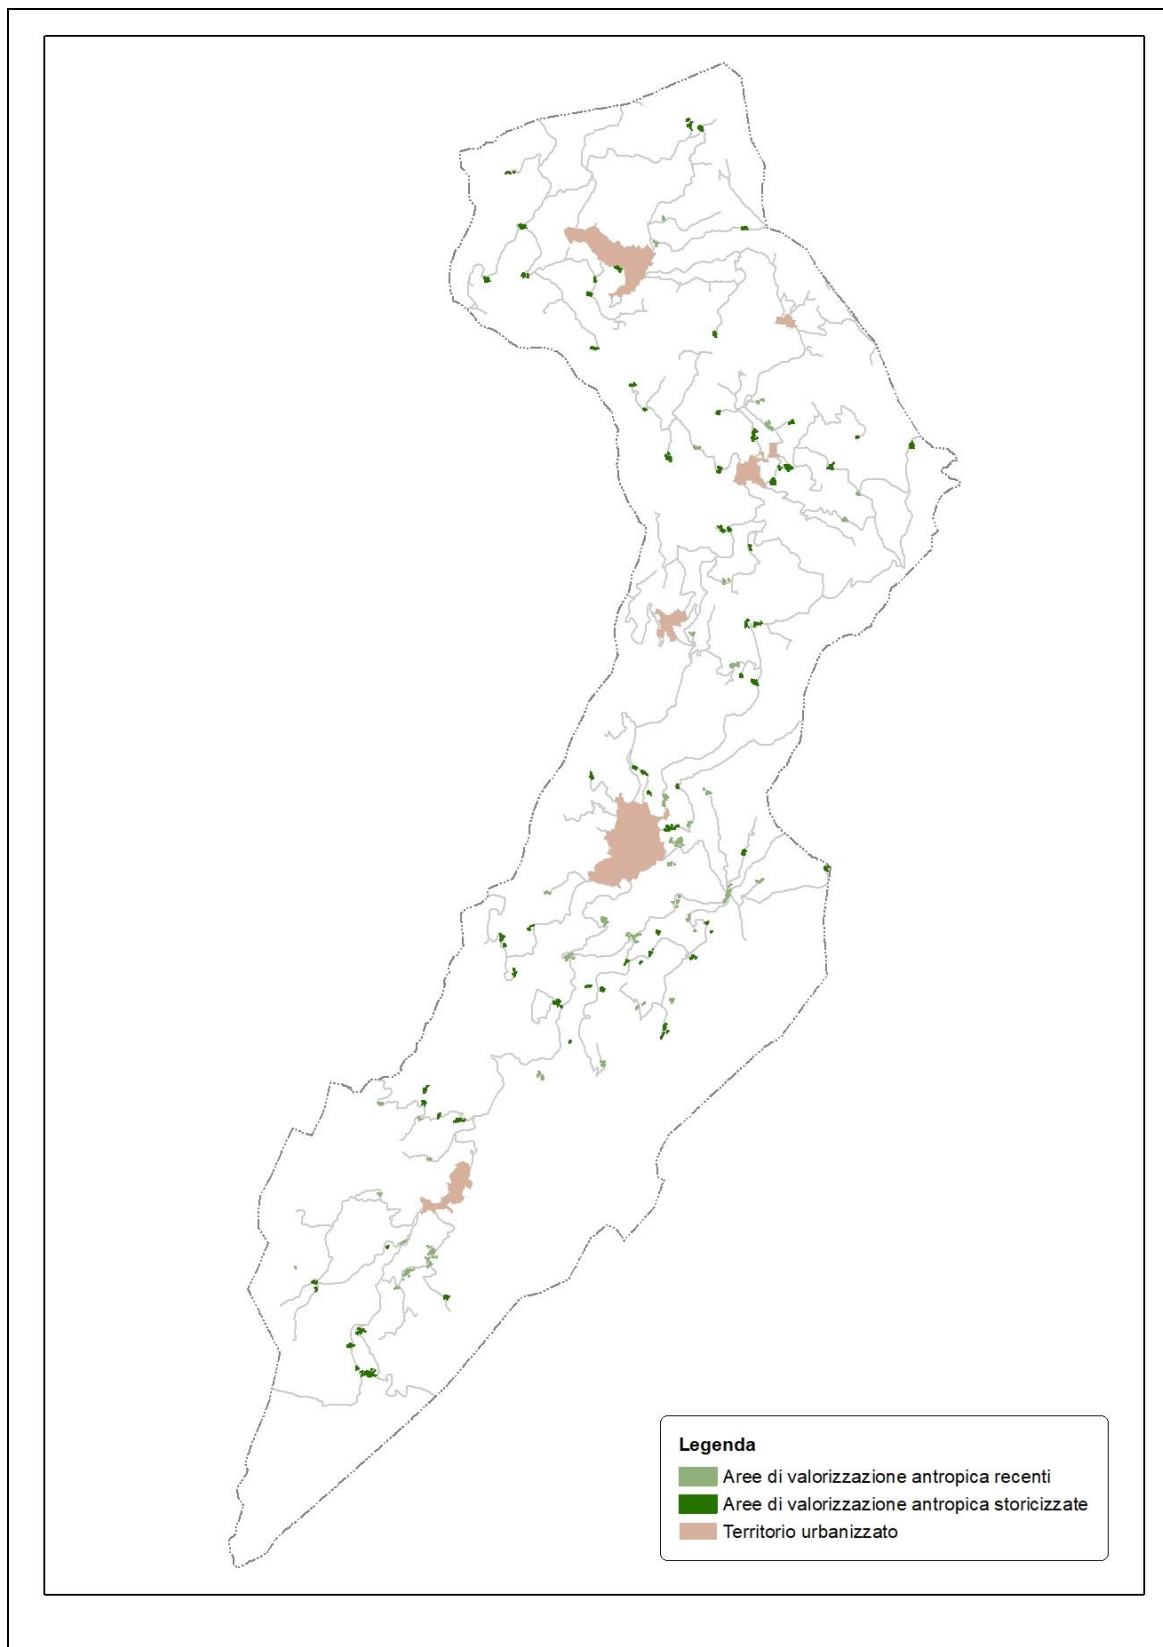 Legenda
Aree di valorizzazione antropica recenti
Aree di valorizzazione antropica storicizzate
Territorio urbanizzato